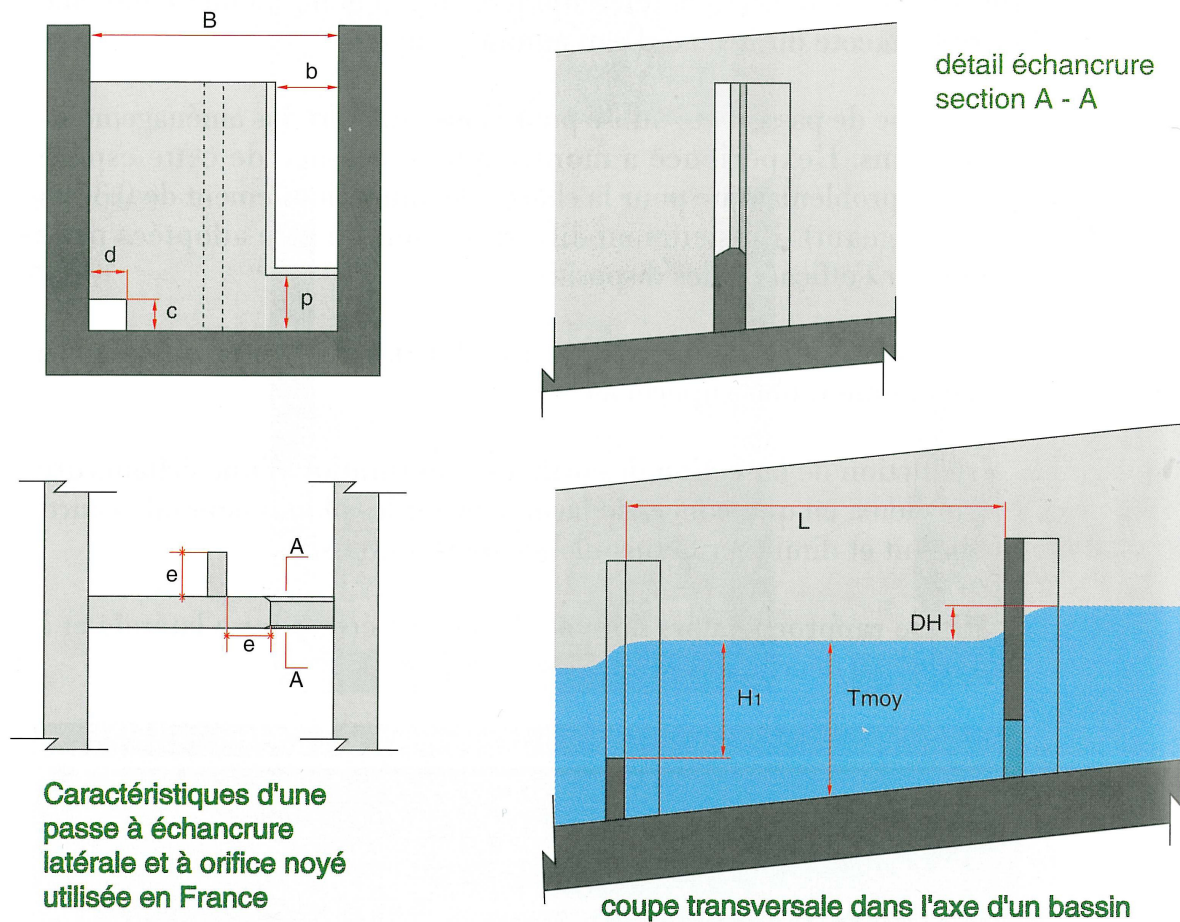 B
b
d
c
p
détail échancrure
section A - A
A
e
e
A
L
DH
H1
Tmoy
Caractéristiques d'une
passe à échancrure
latérale et à orifice noyé
utilisée en France
coupe transversale dans l'axe d'un bassin